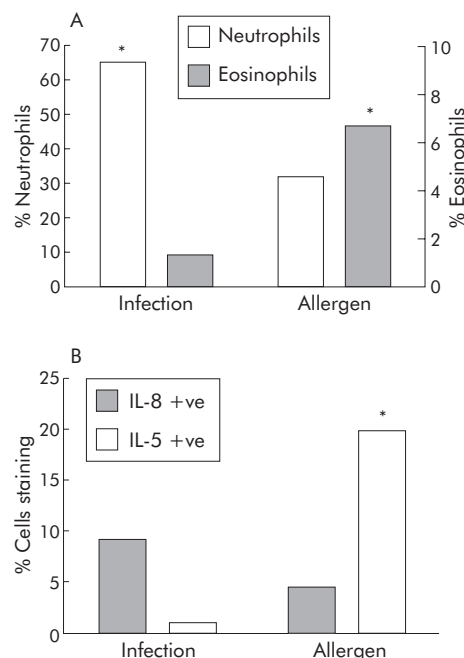 A
Neutrophils
Eosinophils
% Neutrophils
70
60
50
40
30
20
10
0
*
*
10
8
6
4
2
0
% Eosinophils
Infection
Allergen
B
IL-8 +ve
IL-5 +ve
% Cells staining
25
20
15
10
5
0
*
Infection
Allergen